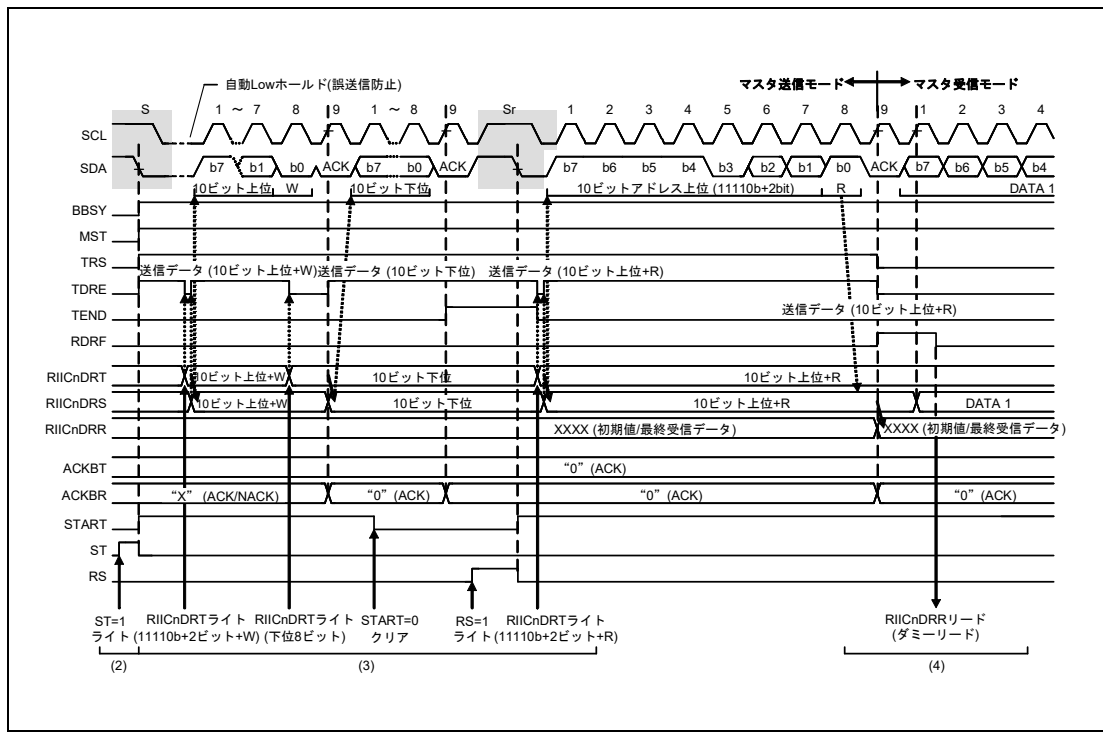 自動Lowホールド(誤送信防止)
マスタ送信モード
マスタ受信モード
S 1 ～ 7 8 9 1 ～ 8 9 Sr 1 2 3 4 5 6 7 8 9 1 2 3 4
SCL
SDA b7 b1 b0 ACK b7 b0 ACK b7 b6 b5 b4 b3 b2 b1 b0 ACK b7 b6 b5 b4
10ビット上位 W 10ビット下位 10ビットアドレス上位 (11110b+2bit) R DATA 1
BBSY
MST
TRS
送信データ (10ビット上位+W) 送信データ (10ビット下位) 送信データ (10ビット上位+R)
TDRE
TEND
送信データ (10ビット上位+R)
RDRF
RIICnDRT 10ビット上位+W 10ビット下位 10ビット上位+R
RIICnDRS 10ビット上位+W 10ビット下位 10ビット上位+R DATA 1
RIICnDRR XXXX (初期値/最終受信データ) XXXX (初期値/最終受信データ)
ACKBT "0" (ACK)
ACKBR "X" (ACK/NACK) "0" (ACK) "0" (ACK) "0" (ACK)
START
ST
RS
ST=1
ライト
RIICnDRTライト
(11110b+2ビット+W)
RIICnDRTライト
(下位8ビット)
START=0
クリア
RS=1
ライト
RIICnDRTライト
(11110b+2ビット+R)
RIICnDRRリード
(ダミーリード)
(2) (3) (4)